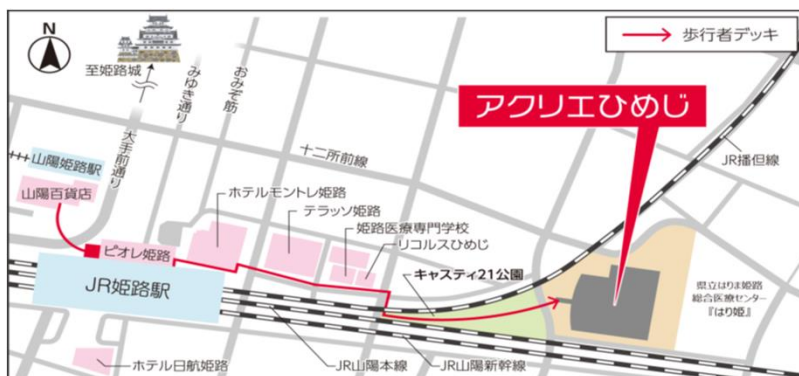 N
至姫路城
大手前通り
みゆき通り
おみぞ筋
十二所前線
歩行者デッキ
アクリエひめじ
JR播但線
山陽姫路駅
山陽百貨店
ピオレ姫路
JR姫路駅
ホテルモントレ姫路
テラッソ姫路
姫路医療専門学校
リコルスひめじ
キャスティ21公園
県立はりま姫路
総合医療センター
『はり姫』
ホテル日航姫路
JR山陽本線
JR山陽新幹線